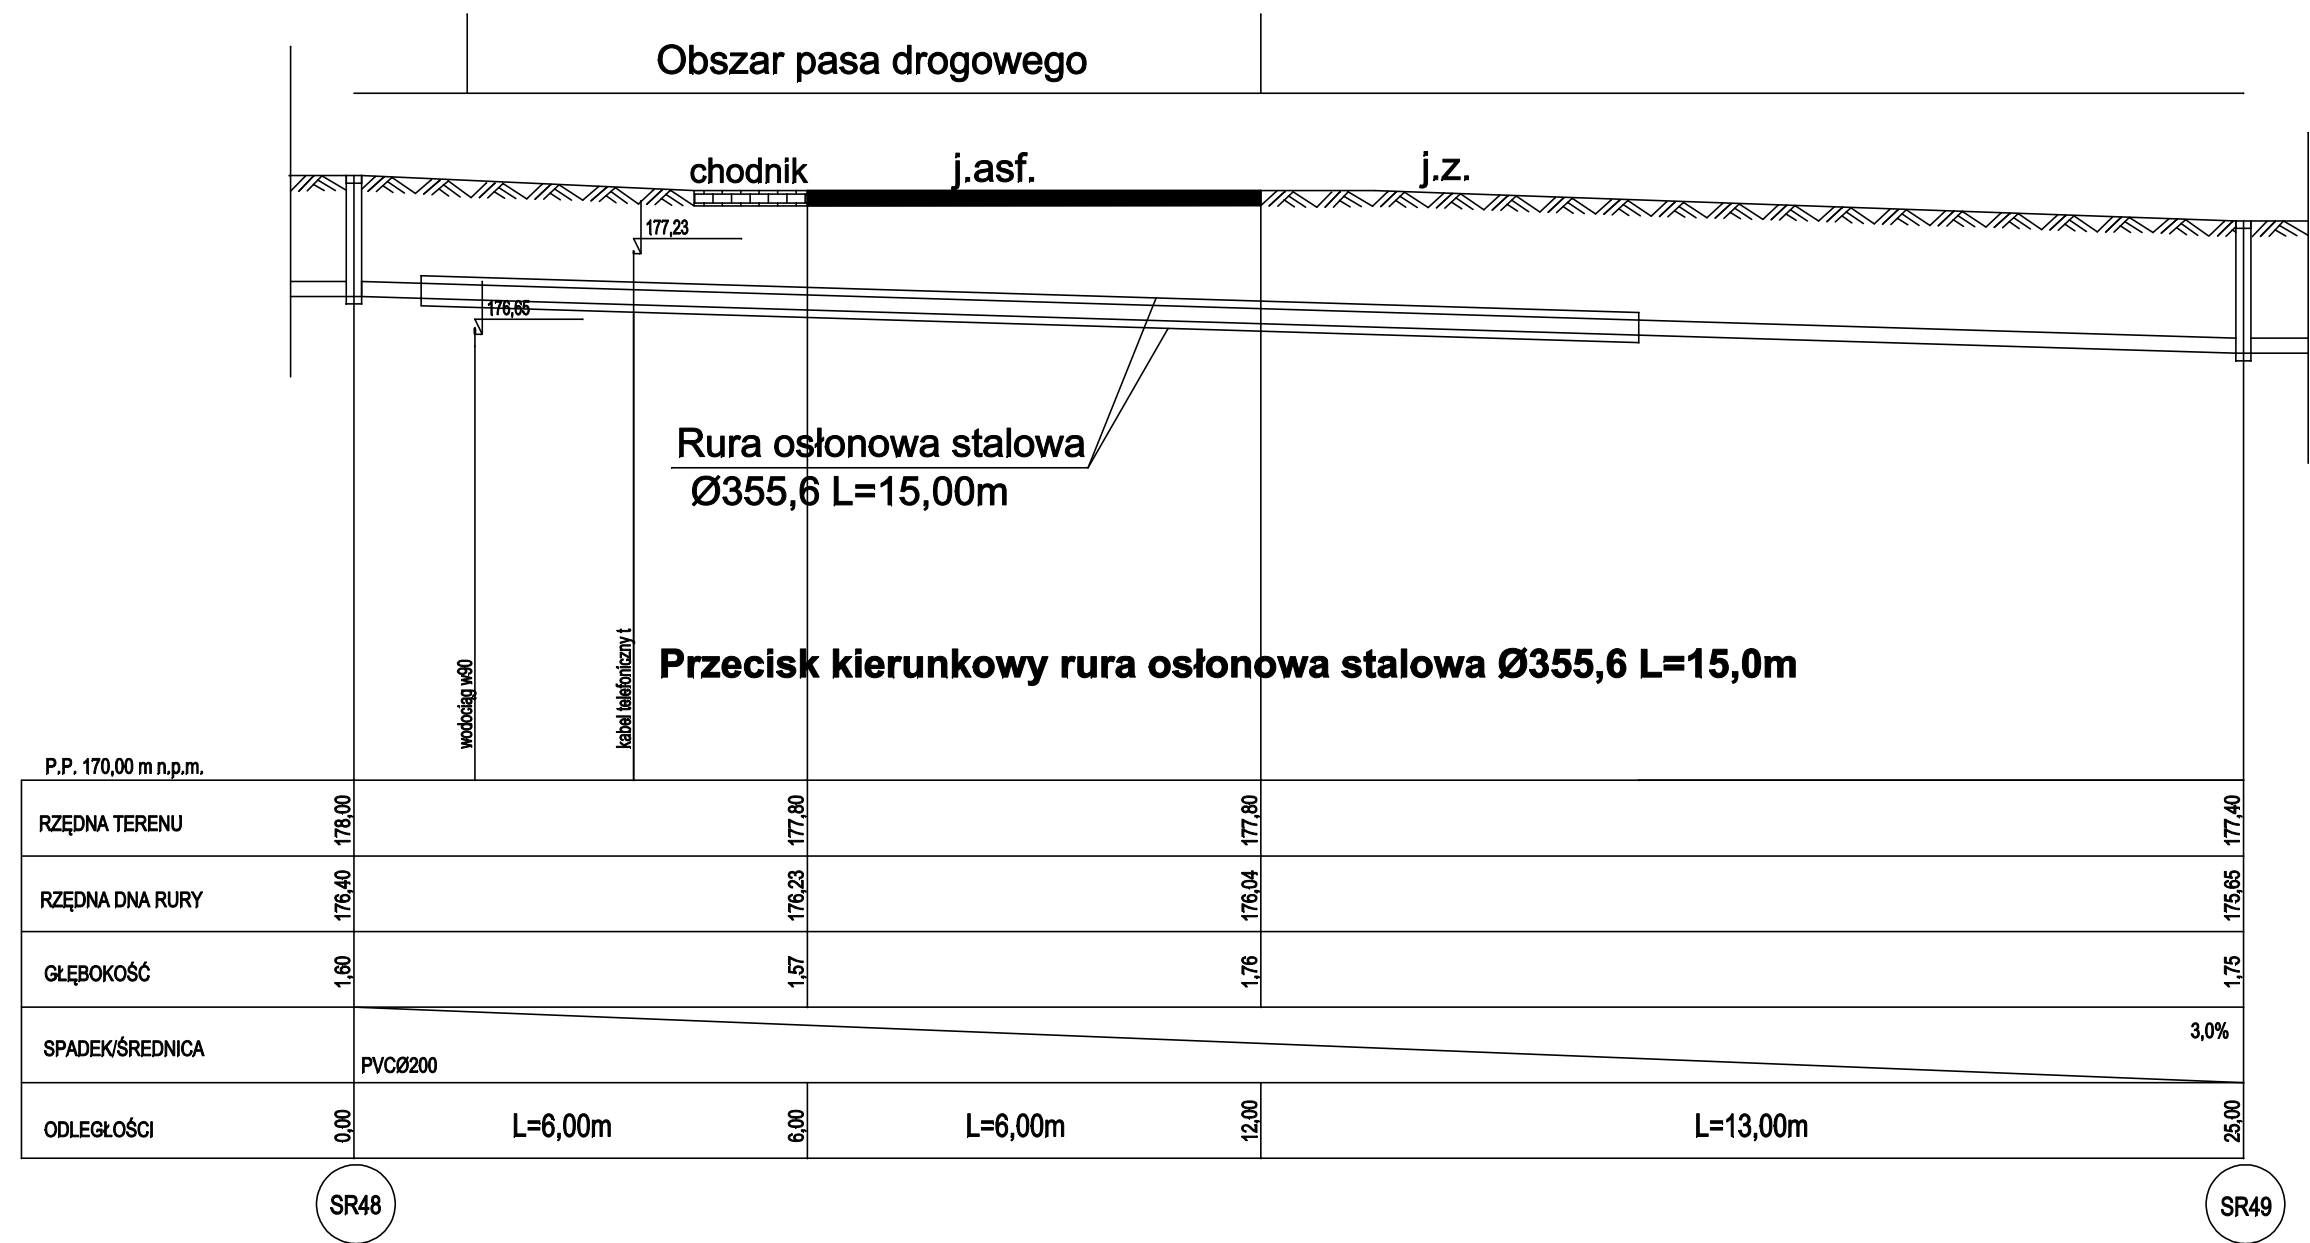 Obszar pasa drogowego
chodnik
j.asf.
j.z.
177,23
176,65
Rura osłonowa stalowa
Ø355,6 L=15,00m
wodociąg w90
kabel telefoniczny t
Przecisk kierunkowy rura osłonowa stalowa Ø355,6 L=15,0m
P.P. 170,00 m n.p.m.
RZĘDNA TERENU 178,00 177,80 177,80 177,40
RZĘDNA DNA RURY 176,40 176,23 176,04 175,65
GŁĘBOKOŚĆ 1,60 1,57 1,76 1,75
SPADEK/ŚREDNICA PVCØ200 3,0%
ODLEGŁOŚCI 0,00 L=6,00m 6,00 L=6,00m 12,00 L=13,00m 25,00
SR48 SR49